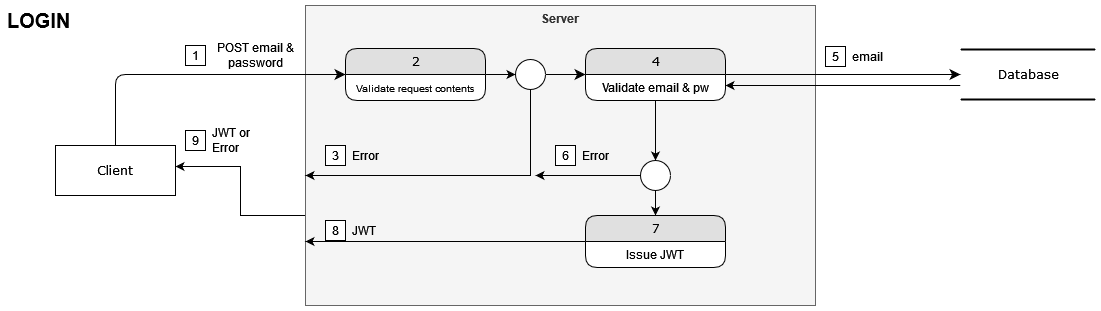 LOGIN
Server
1
POST email &
password
2
Validate request contents
4
Validate email & pw
5
email
Database
9
JWT or
Error
Client
3
Error
6
Error
7
Issue JWT
8
JWT